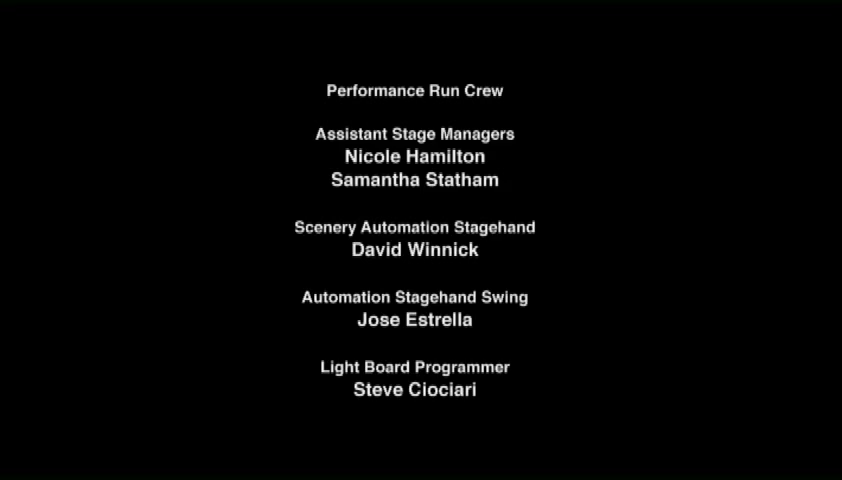 Performance Run Crew
Assistant Stage Managers
Nicole Hamilton
Samantha Statham
Scenery Automation Stagehand
David Winnick
Automation Stagehand Swing
Jose Estrella
Light Board Programmer
Steve Ciociari